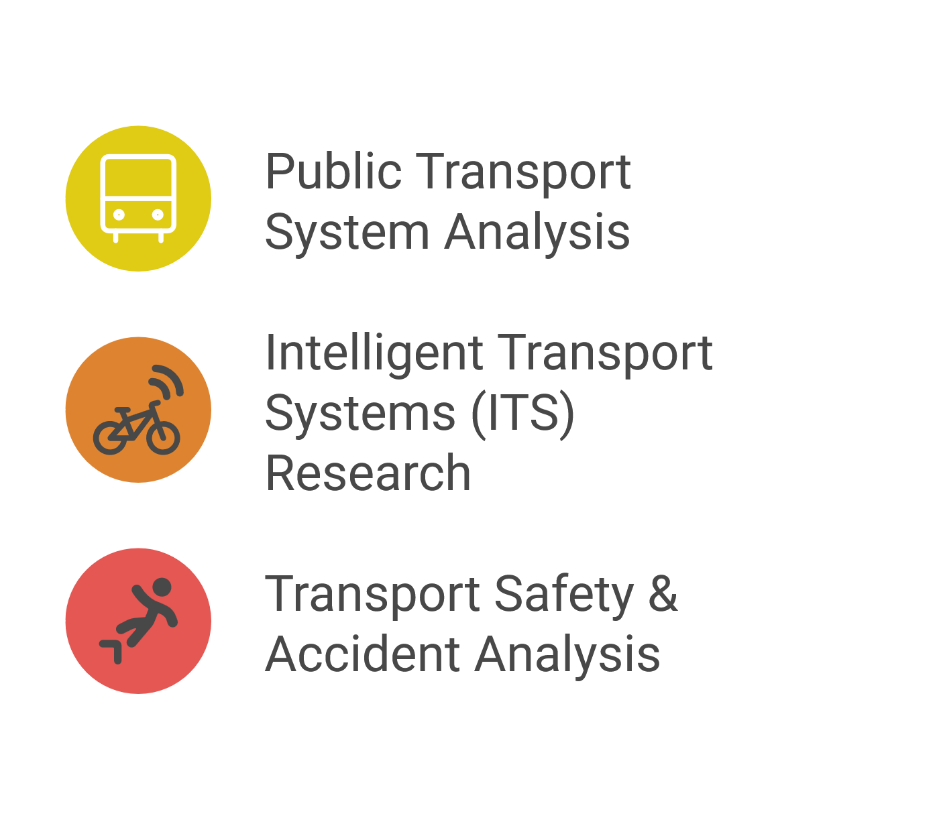 Public Transport
System Analysis
Intelligent Transport
Systems (ITS)
Research
Transport Safety &
Accident Analysis